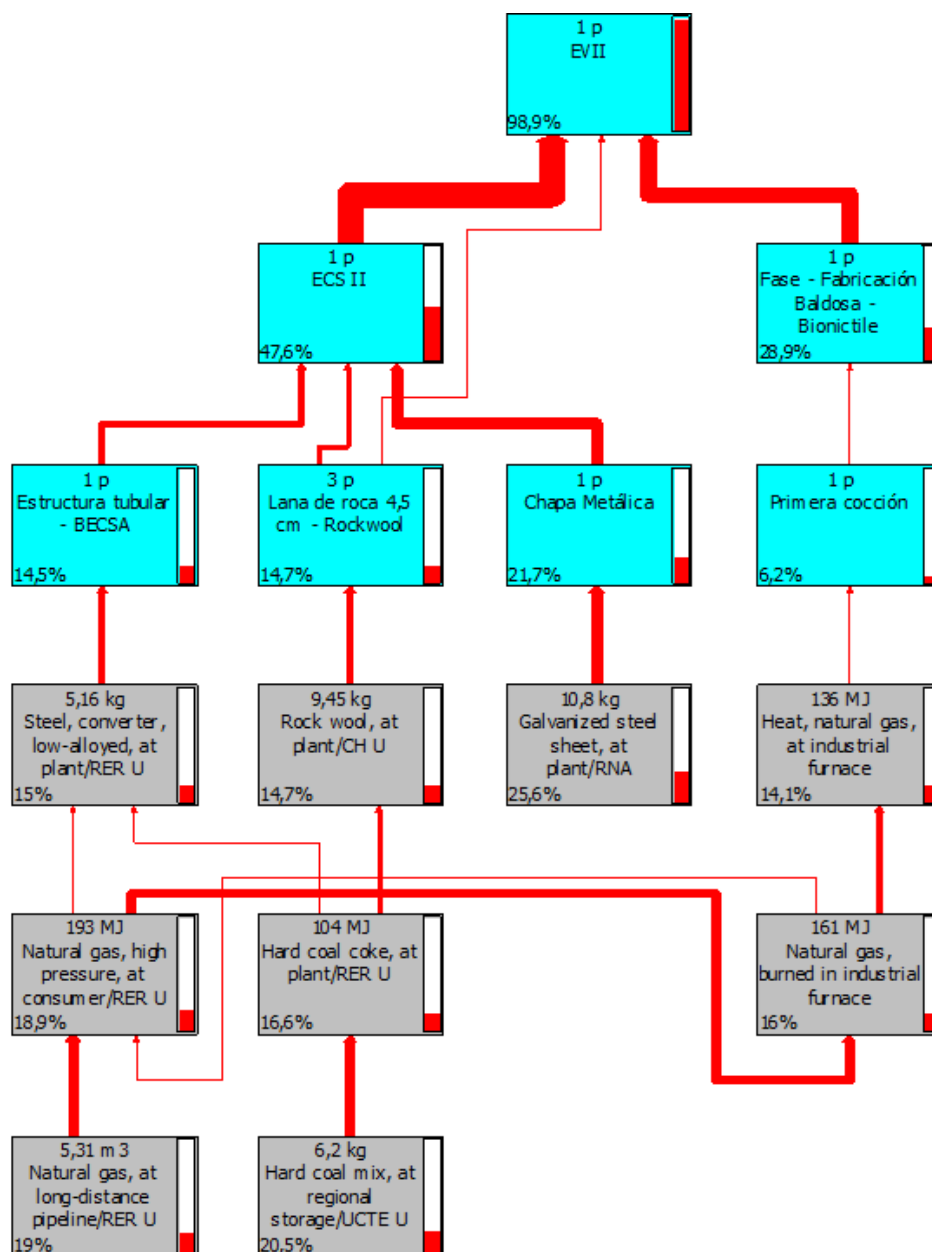 1 p
EVII
98,9%
1 p
ECS II
47,6%
1 p
Fase - Fabricación
Baldosa -
Bionictile
28,9%
1 p
Estructura tubular
- BECSA
14,5%
3 p
Lana de roca 4,5
cm - Rockwool
14,7%
1 p
Chapa Metálica
21,7%
1 p
Primera cocción
6,2%
5,16 kg
Steel, converter,
low-alloyed, at
plant/RER U
15%
9,45 kg
Rock wool, at
plant/CH U
14,7%
10,8 kg
Galvanized steel
sheet, at
plant/RNA
25,6%
136 MJ
Heat, natural gas,
at industrial
furnace
14,1%
193 MJ
Natural gas, high
pressure, at
consumer/RER U
18,9%
104 MJ
Hard coal coke, at
plant/RER U
16,6%
161 MJ
Natural gas,
burned in industrial
furnace
16%
5,31 m3
Natural gas, at
long-distance
pipeline/RER U
19%
6,2 kg
Hard coal mix, at
regional
storage/UCTE U
20,5%